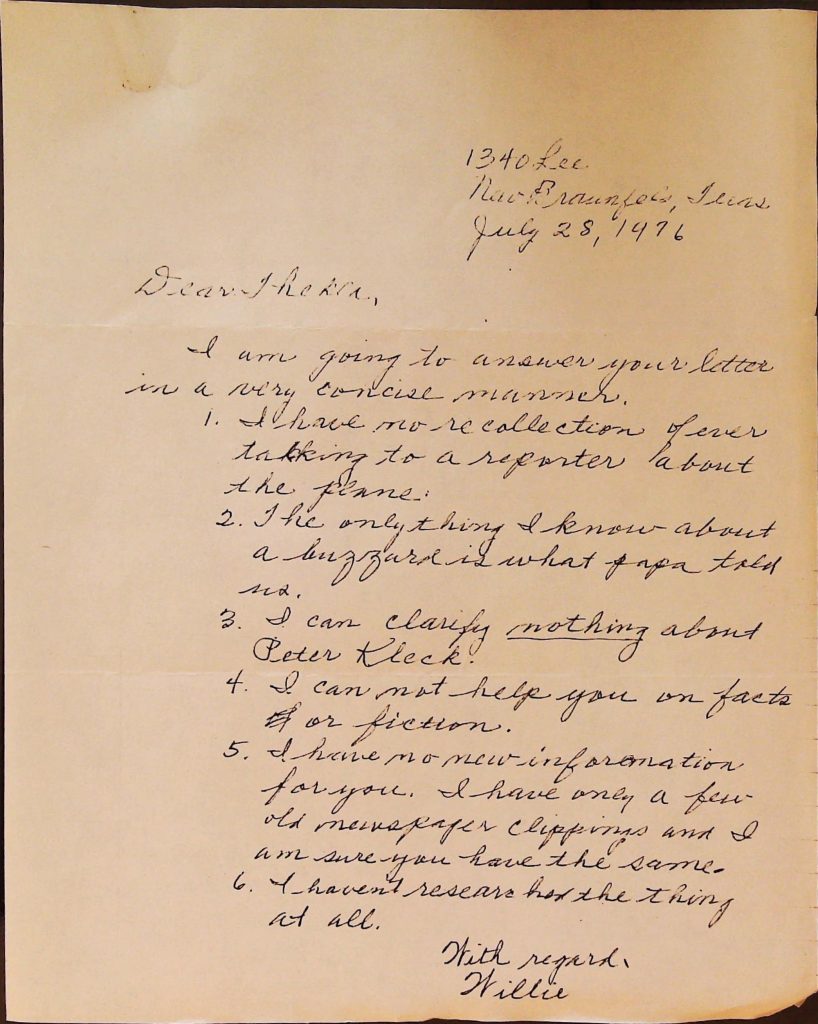 1340 Lee
New Braunfels, Texas
July 28, 1976
Dear Thekla,
I am going to answer your letter
in a very concise manner.
1. I have no recollection of ever
talking to a reporter about
the plane.
2. The only thing I know about
a buzzard is what papa told
us.
3. I can clarify nothing about
Peter Kleck.
4. I can not help you on facts
or fiction.
5. I have no new information
for you. I have only a few
old newspaper clippings and I
am sure you have the same.
6. I haven't researched the thing
at all.
With regard,
Willie